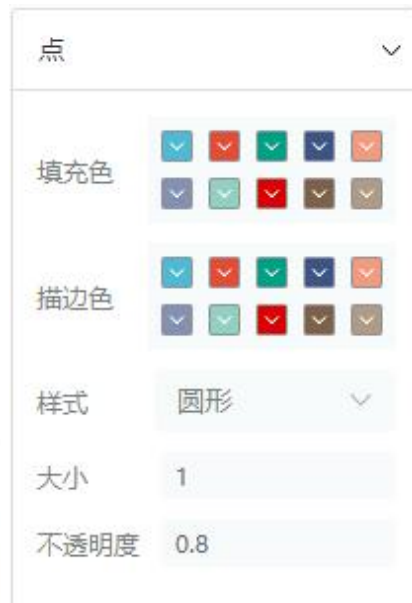 点
填充色
描边色
样式 圆形
大小 1
不透明度 0.8